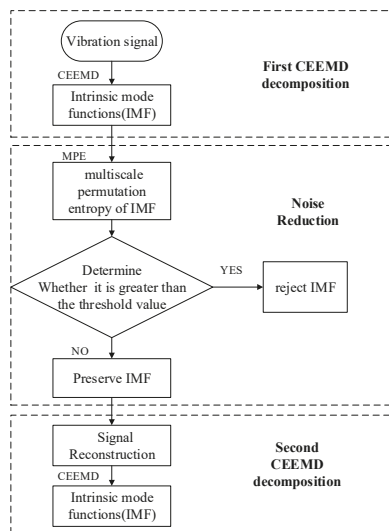 Vibration signal
CEEMD
Intrinsic mode
functions(IMF)
First CEEMD
decomposition
MPE
multiscale
permutation
entropy of IMF
Noise
Reduction
Determine
Whether it is greater than
the threshold value
YES
reject IMF
NO
Preserve IMF
Signal
Reconstruction
CEEMD
Intrinsic mode
functions(IMF)
Second
CEEMD
decomposition